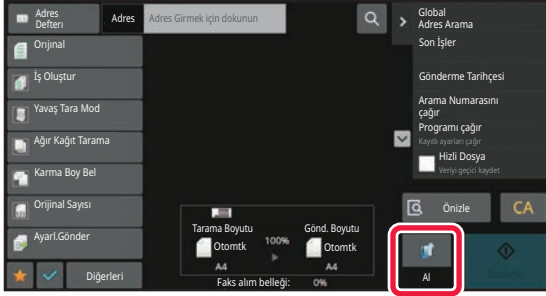 Adres
Defteri
Adres
Adres Girmek için dokunun
Orijinal
İş Oluştur
Yavaş Tara Mod
Ağır Kağıt Tarama
Karma Boy Bel
Orijinal Sayısı
Ayarl.Gönder
Diğerleri
Tarama Boyutu
Otomtk
A4
100%
Gönd. Boyutu
Otomtk
A4
Faks alım belleği: 0%
Global
Adres Arama
Son İşler
Gönderme Tarihçesi
Arama Numarasını
çağır
Programı çağır
Kayıtlı ayarları çağır
Hizli Dosya
Veriyi geçici kaydet
Önizle
CA
Al